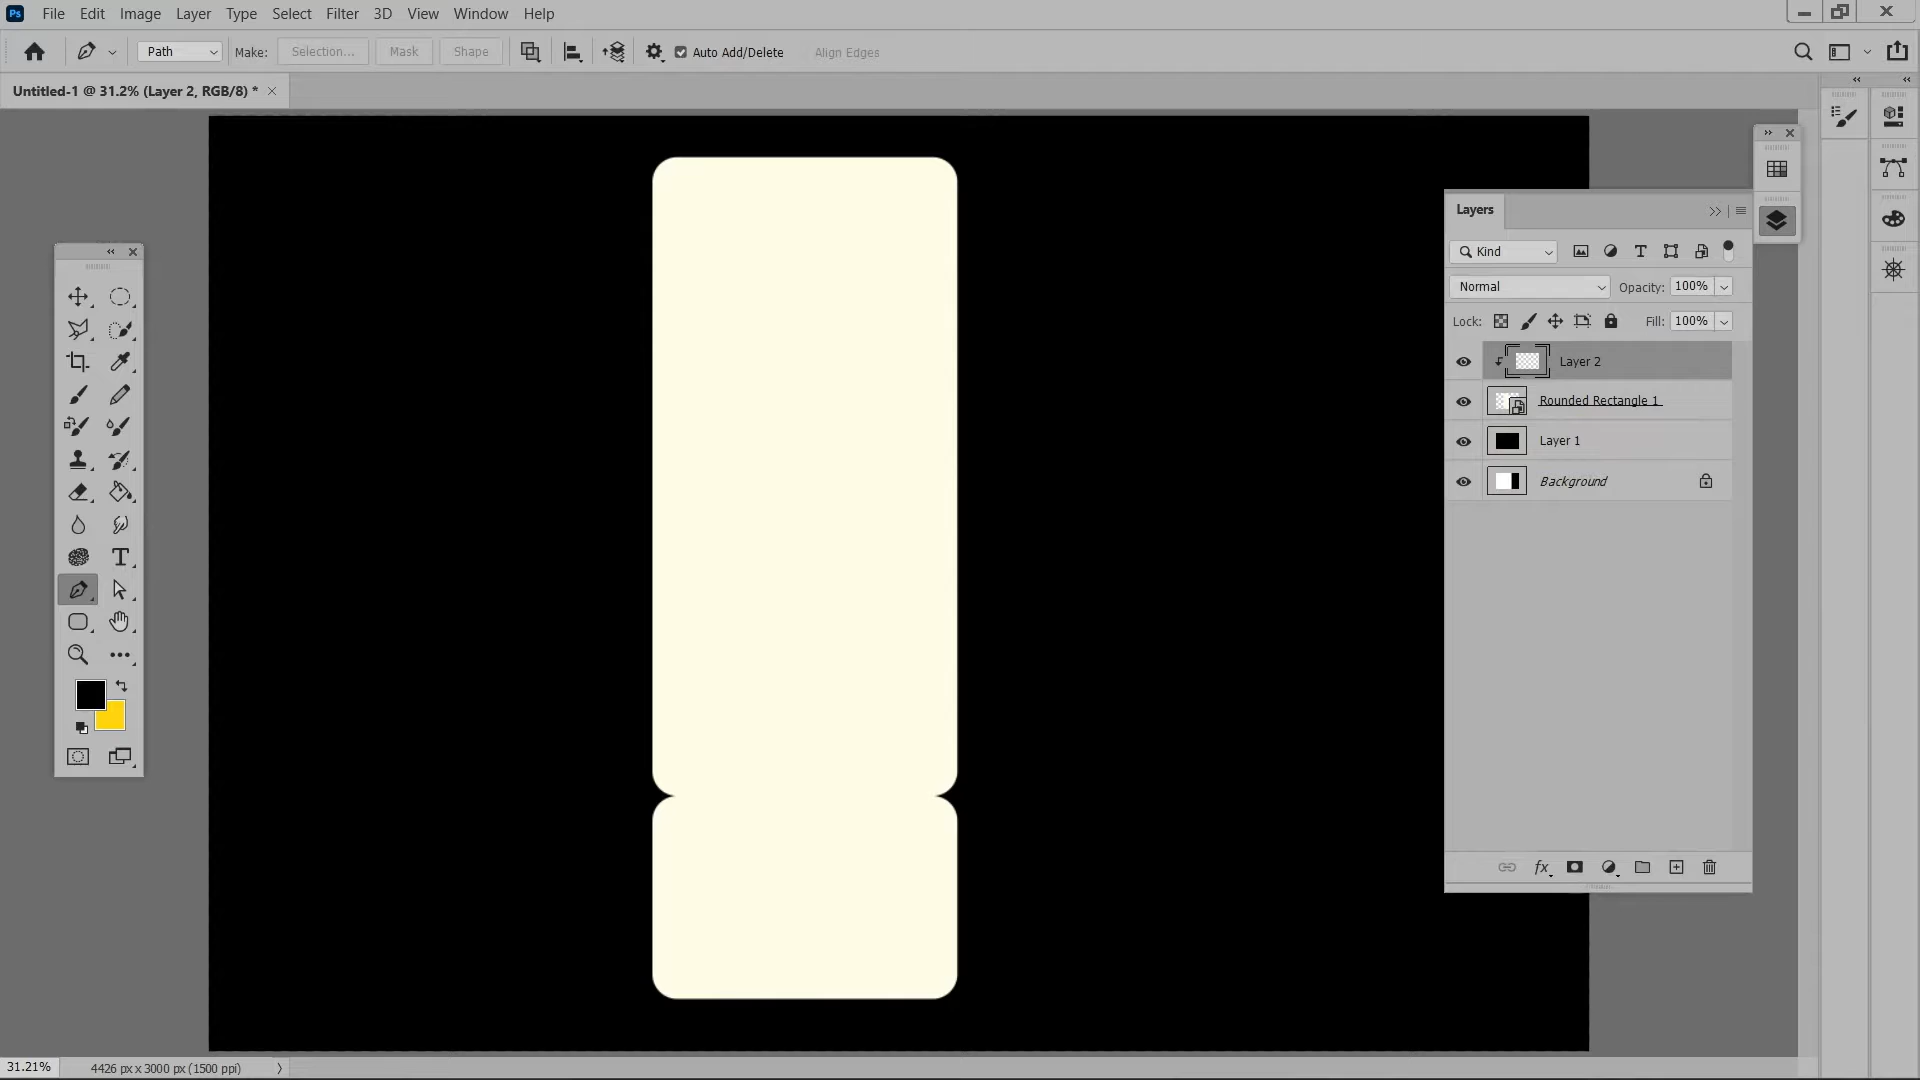 Ps File Edit Image Layer Type Select Filter 3D View Window Help
Path Make: Selection... Mask Shape Auto Add/Delete Align Edges
Untitled-1 @ 31.2% (Layer 2, RGB/8) *
Layers
Kind
Normal Opacity: 100%
Lock: Fill: 100%
Layer 2
Rounded Rectangle 1
Layer 1
Background
fx
31.21% 4426 px x 3000 px (1500 ppi)